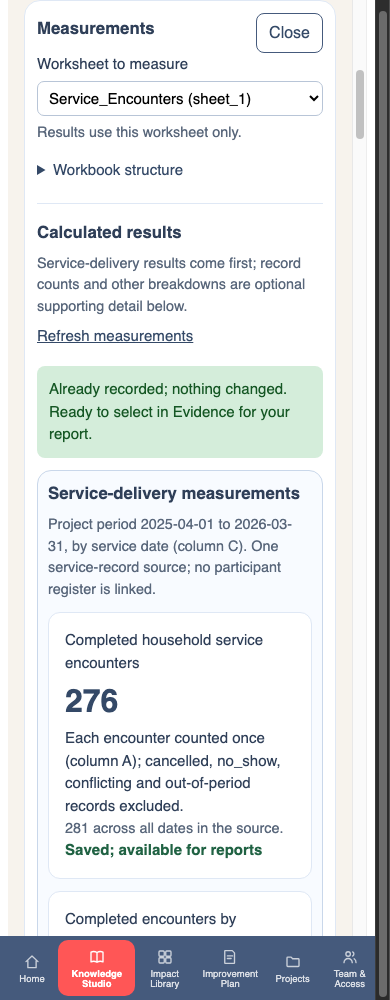 Measurements
Close
Worksheet to measure
Service_Encounters (sheet_1)
Results use this worksheet only.
Workbook structure
Calculated results
Service-delivery results come first; record
counts and other breakdowns are optional
supporting detail below.
Refresh measurements
Already recorded; nothing changed.
Ready to select in Evidence for your
report.
Service-delivery measurements
Project period 2025-04-01 to 2026-03-
31, by service date (column C). One
service-record source; no participant
register is linked.
Completed household service
encounters
276
Each encounter counted once
(column A); cancelled, no_show,
conflicting and out-of-period
records excluded.
281 across all dates in the source.
Saved; available for reports
Completed encounters by
Home
Knowledge
Studio
Impact
Library
Improvement
Plan
Projects
Team &
Access